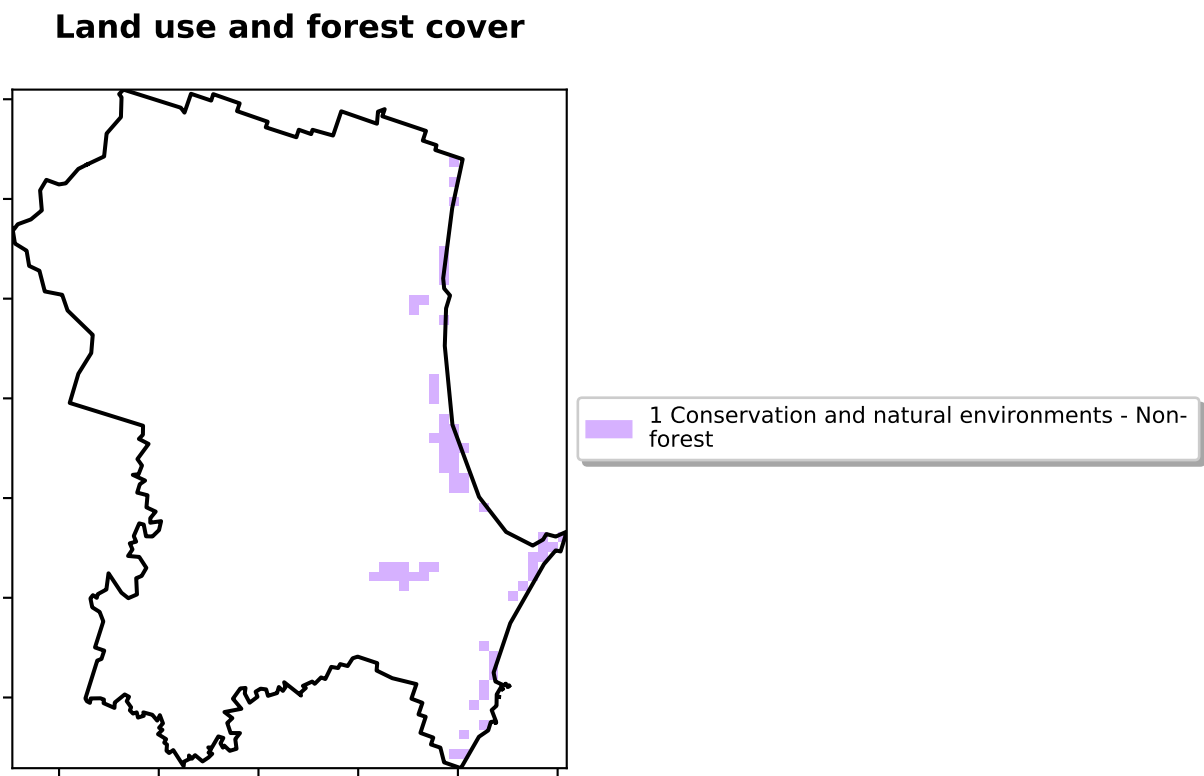 Land use and forest cover
1 Conservation and natural environments - Non-
forest